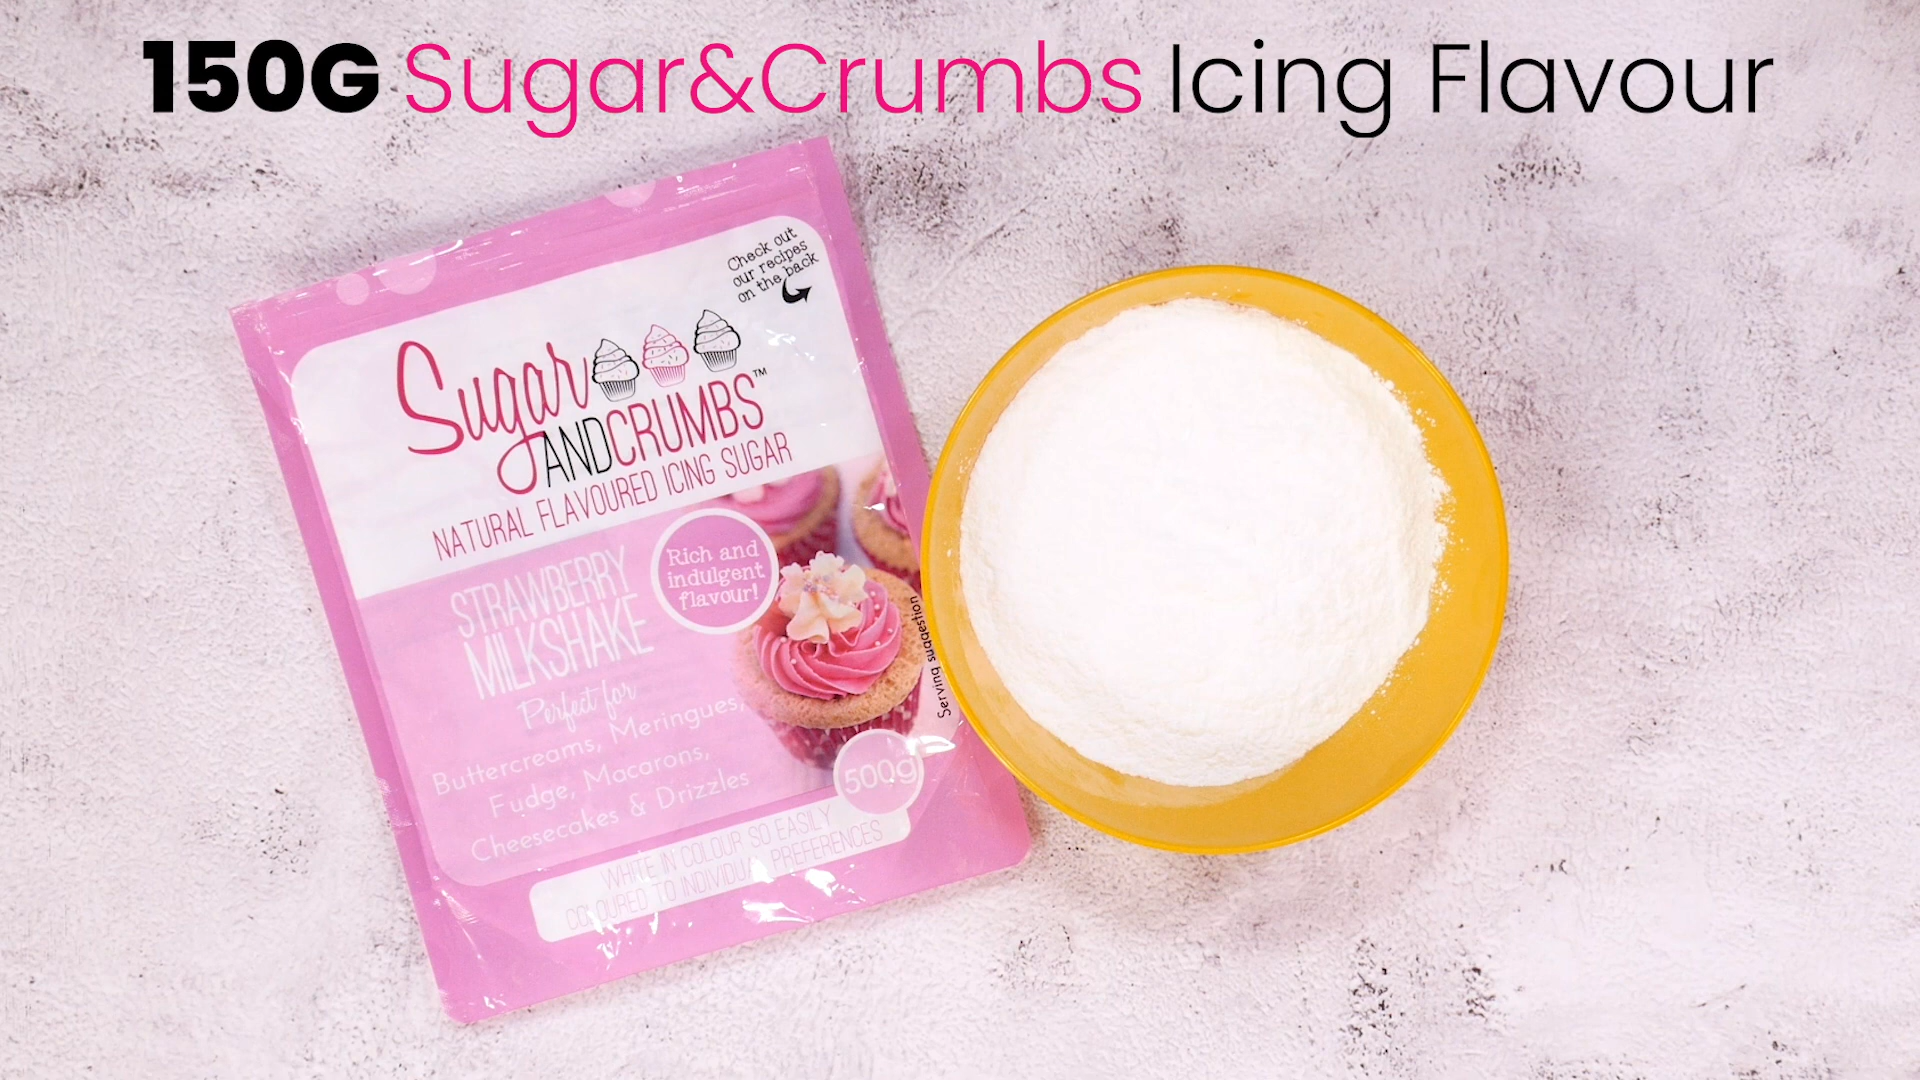 150G Sugar&Crumbs Icing Flavour
Check out
our recipes
on the back
Sugar
ANDCRUMBS™
NATURAL FLAVOURED ICING SUGAR
STRAWBERRY
MILKSHAKE
Rich and
indulgent
flavour!
Perfect for
Buttercreams, Meringues,
Fudge, Macarons,
Cheesecakes & Drizzles
Serving suggestion
500g
WHITE IN COLOUR SO EASILY
COLOURED TO INDIVIDUAL PREFERENCES